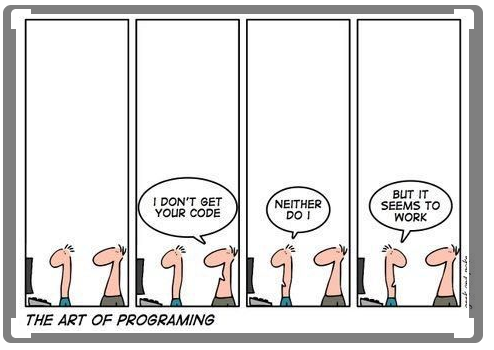 I DON'T GET
YOUR CODE
NEITHER
DO I
BUT IT
SEEMS TO
WORK
THE ART OF PROGRAMING